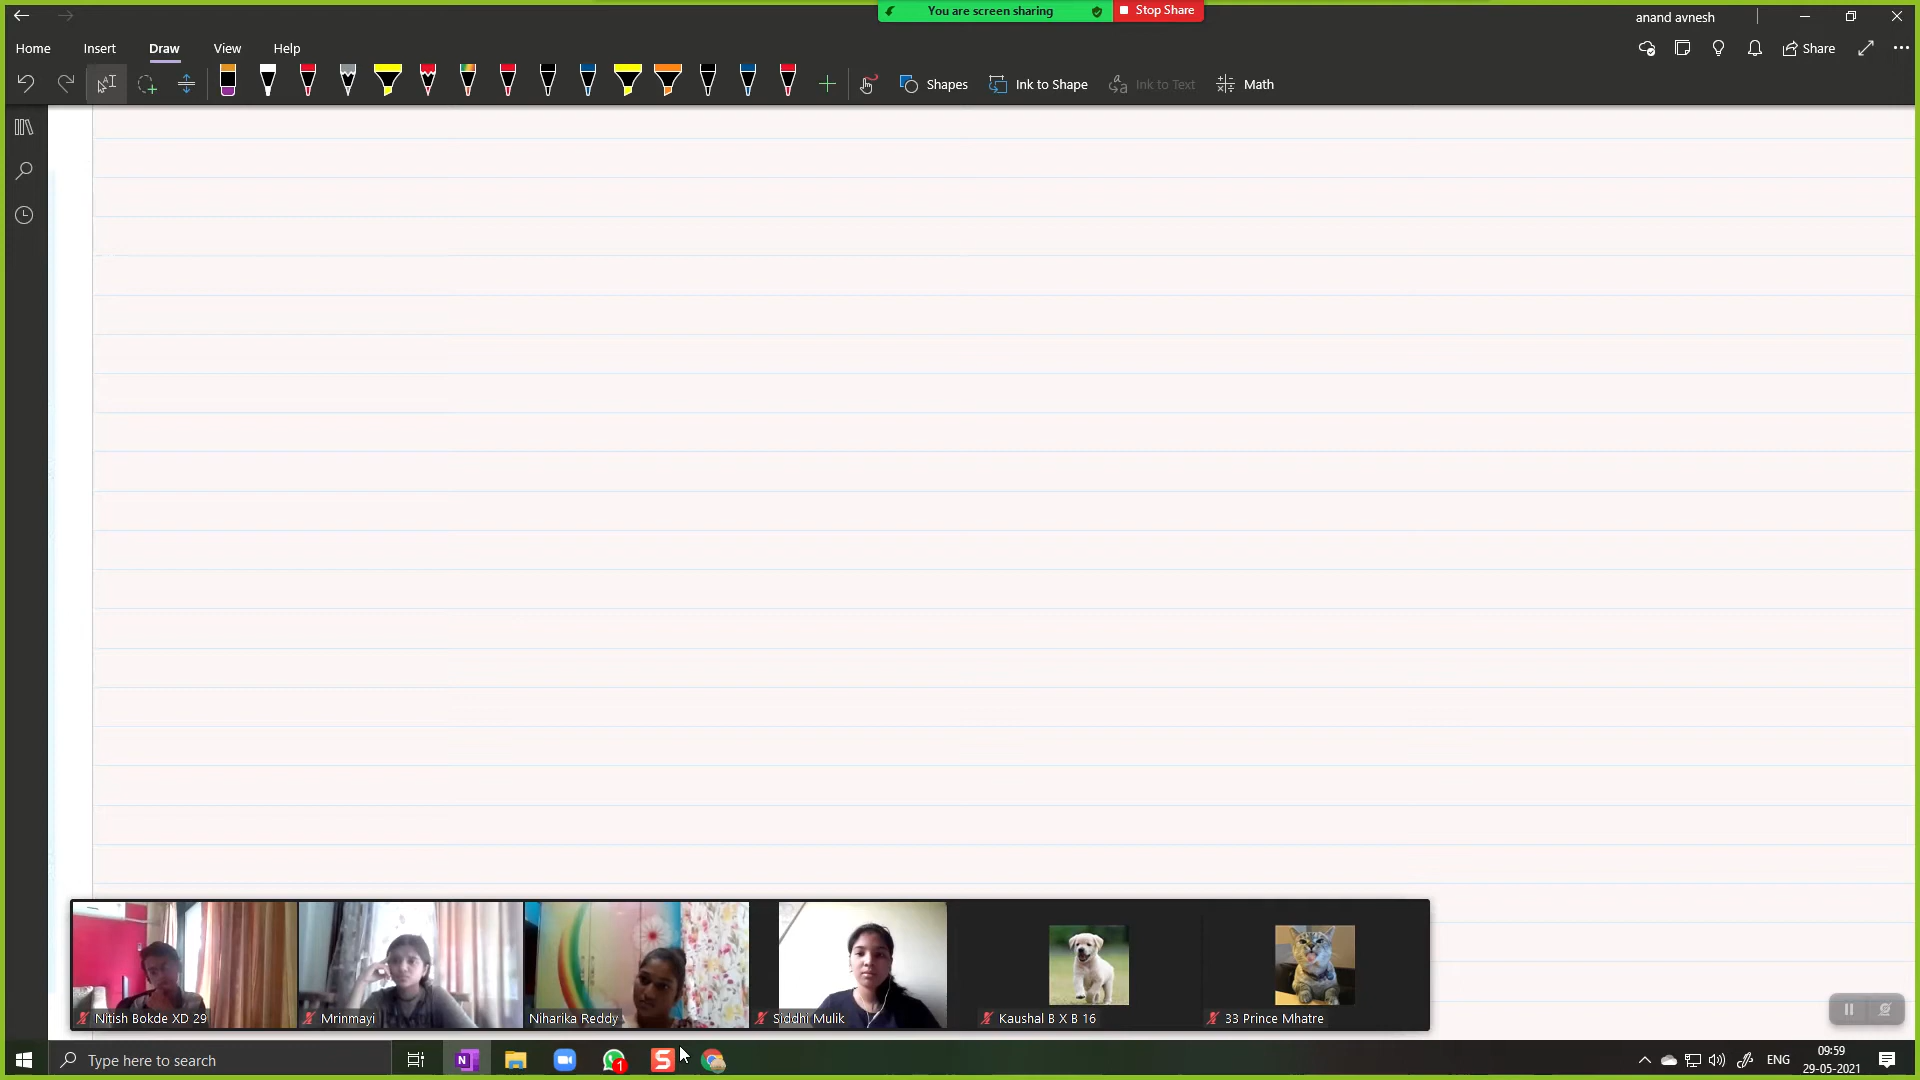 You are screen sharing
Stop Share
anand avnesh
Home
Insert
Draw
View
Help
Share
Shapes
Ink to Shape
Ink to Text
Math
Nitish Bokde XD 29
Mrinmayi
Niharika Reddy
Siddhi Mulik
Kaushal B X B 16
33 Prince Mhatre
Type here to search
N
1
S
ENG
09:59
29-05-2021